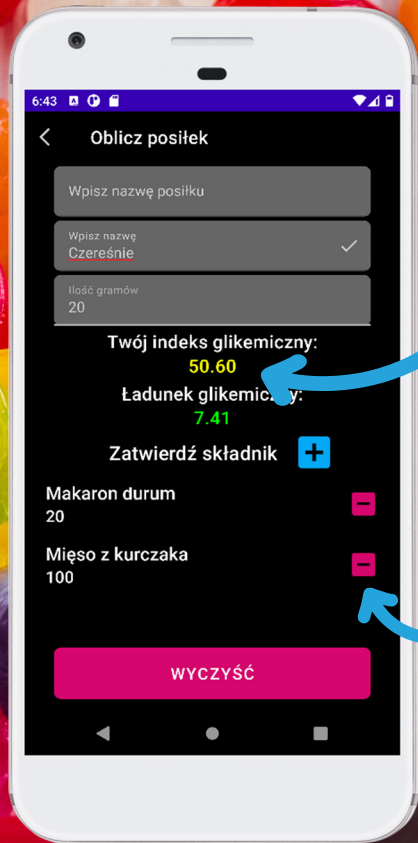 6:43
Oblicz posiłek
Wpisz nazwę posiłku
Wpisz nazwę
Czereśnie
Ilość gramów
20
Twój indeks glikemiczny:
50.60
Ładunek glikemiczny:
7.41
Zatwierdź składnik
Makaron durum
20
Mięso z kurczaka
100
WYCZYŚĆ